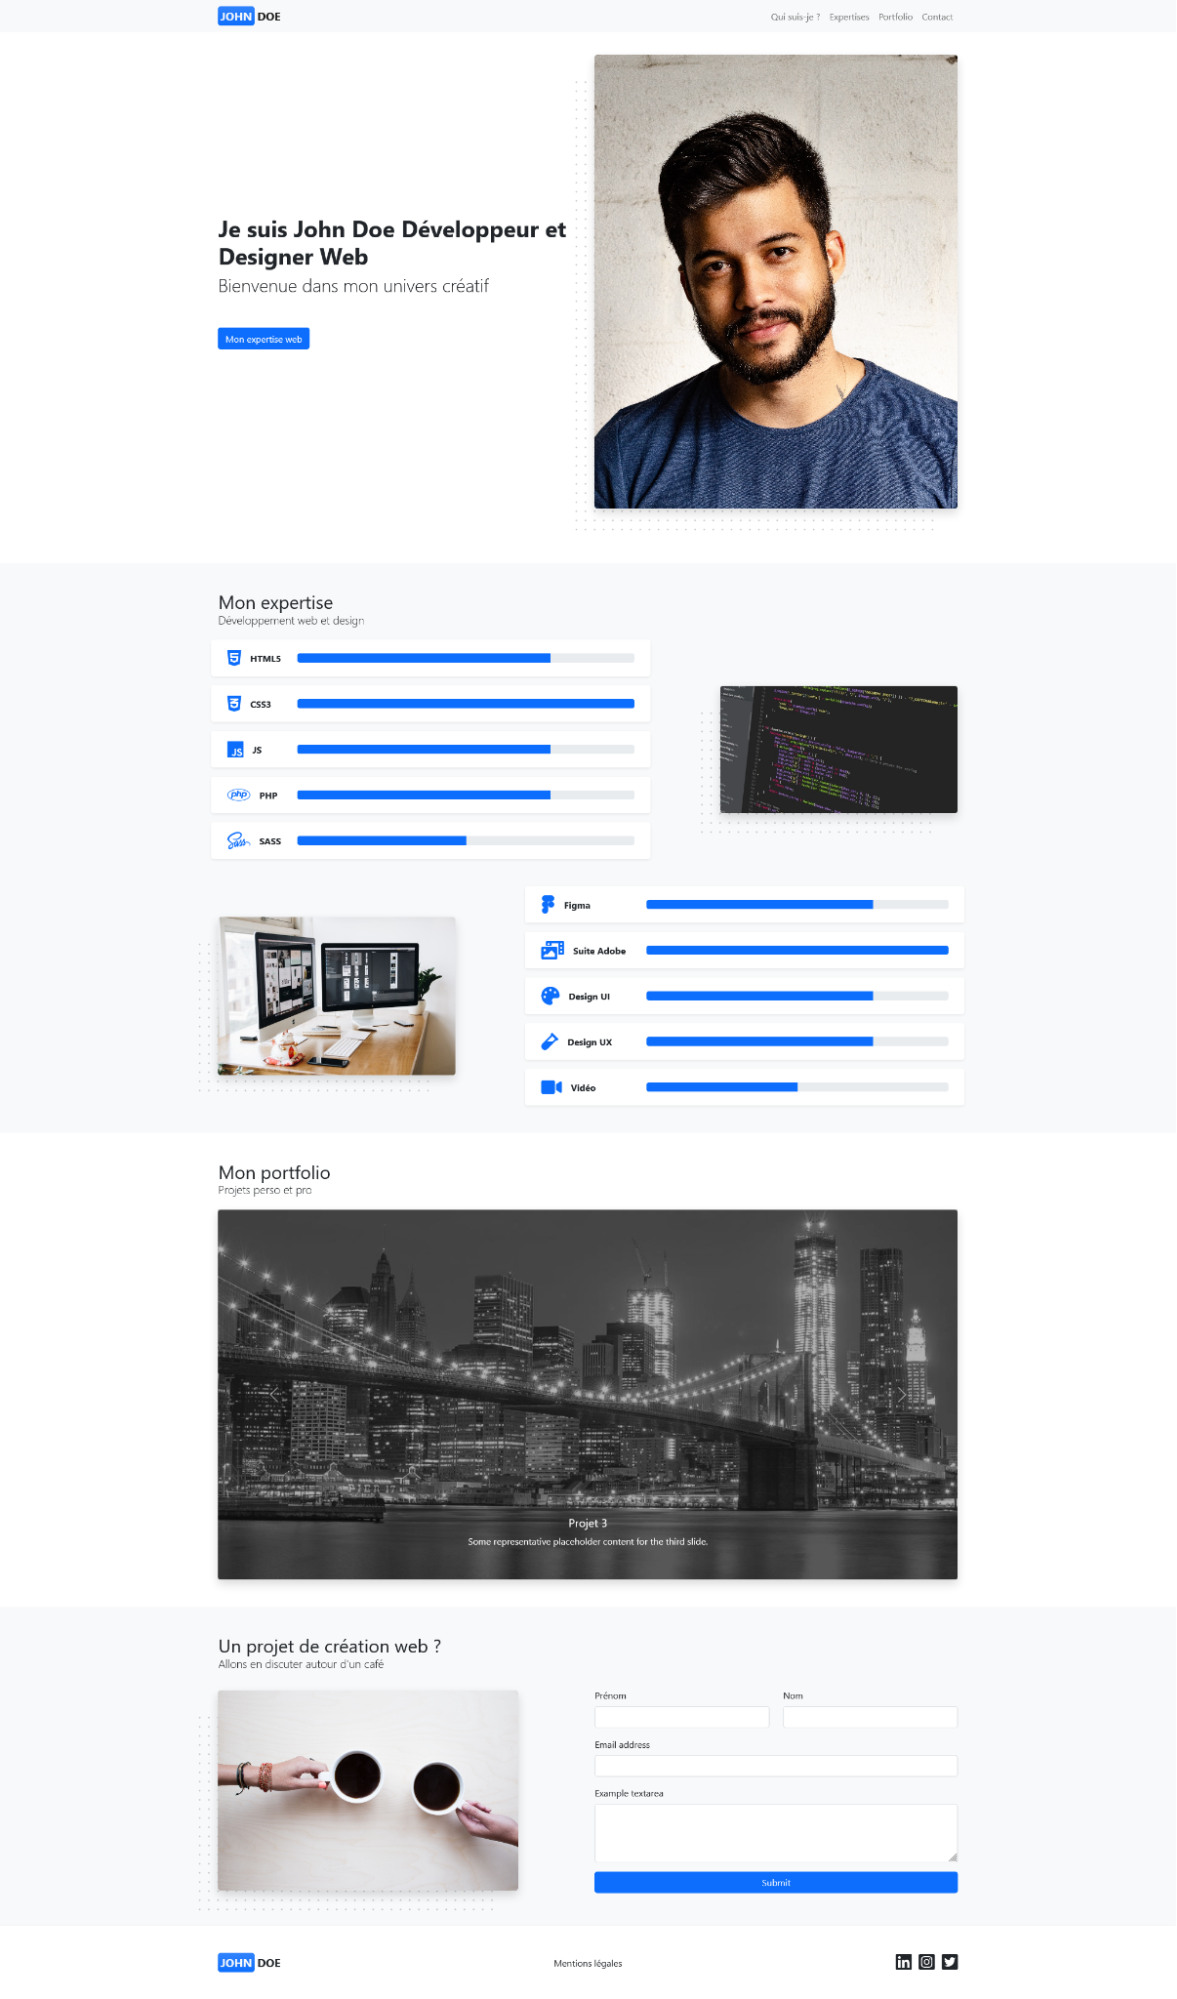 JOHN DOE
Qui suis-je ? Expertises Portfolio Contact
Je suis John Doe Développeur et
Designer Web
Bienvenue dans mon univers créatif
Mon expertise web
Mon expertise
Développement web et design
HTML5
CSS3
JS JS
php PHP
Sass SASS
Figma
Suite Adobe
Design UI
Design UX
Vidéo
Mon portfolio
Projets perso et pro
Projet 3
Some representative placeholder content for the third slide.
Un projet de création web ?
Allons en discuter autour d'un café
Prénom Nom
Email address
Example textarea
Submit
JOHN DOE Mentions légales